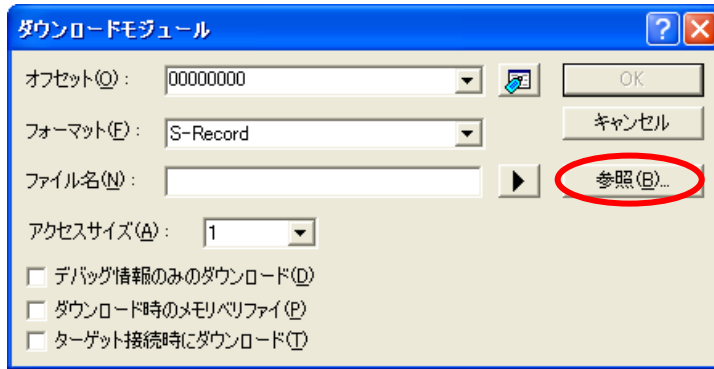 ダウンロードモジュール
オフセット(O): 00000000 OK
フォーマット(F): S-Record キャンセル
ファイル名(N): 参照(B)...
アクセスサイズ(A): 1
デバッグ情報のみのダウンロード(D)
ダウンロード時のメモリベリファイ(P)
ターゲット接続時にダウンロード(T)